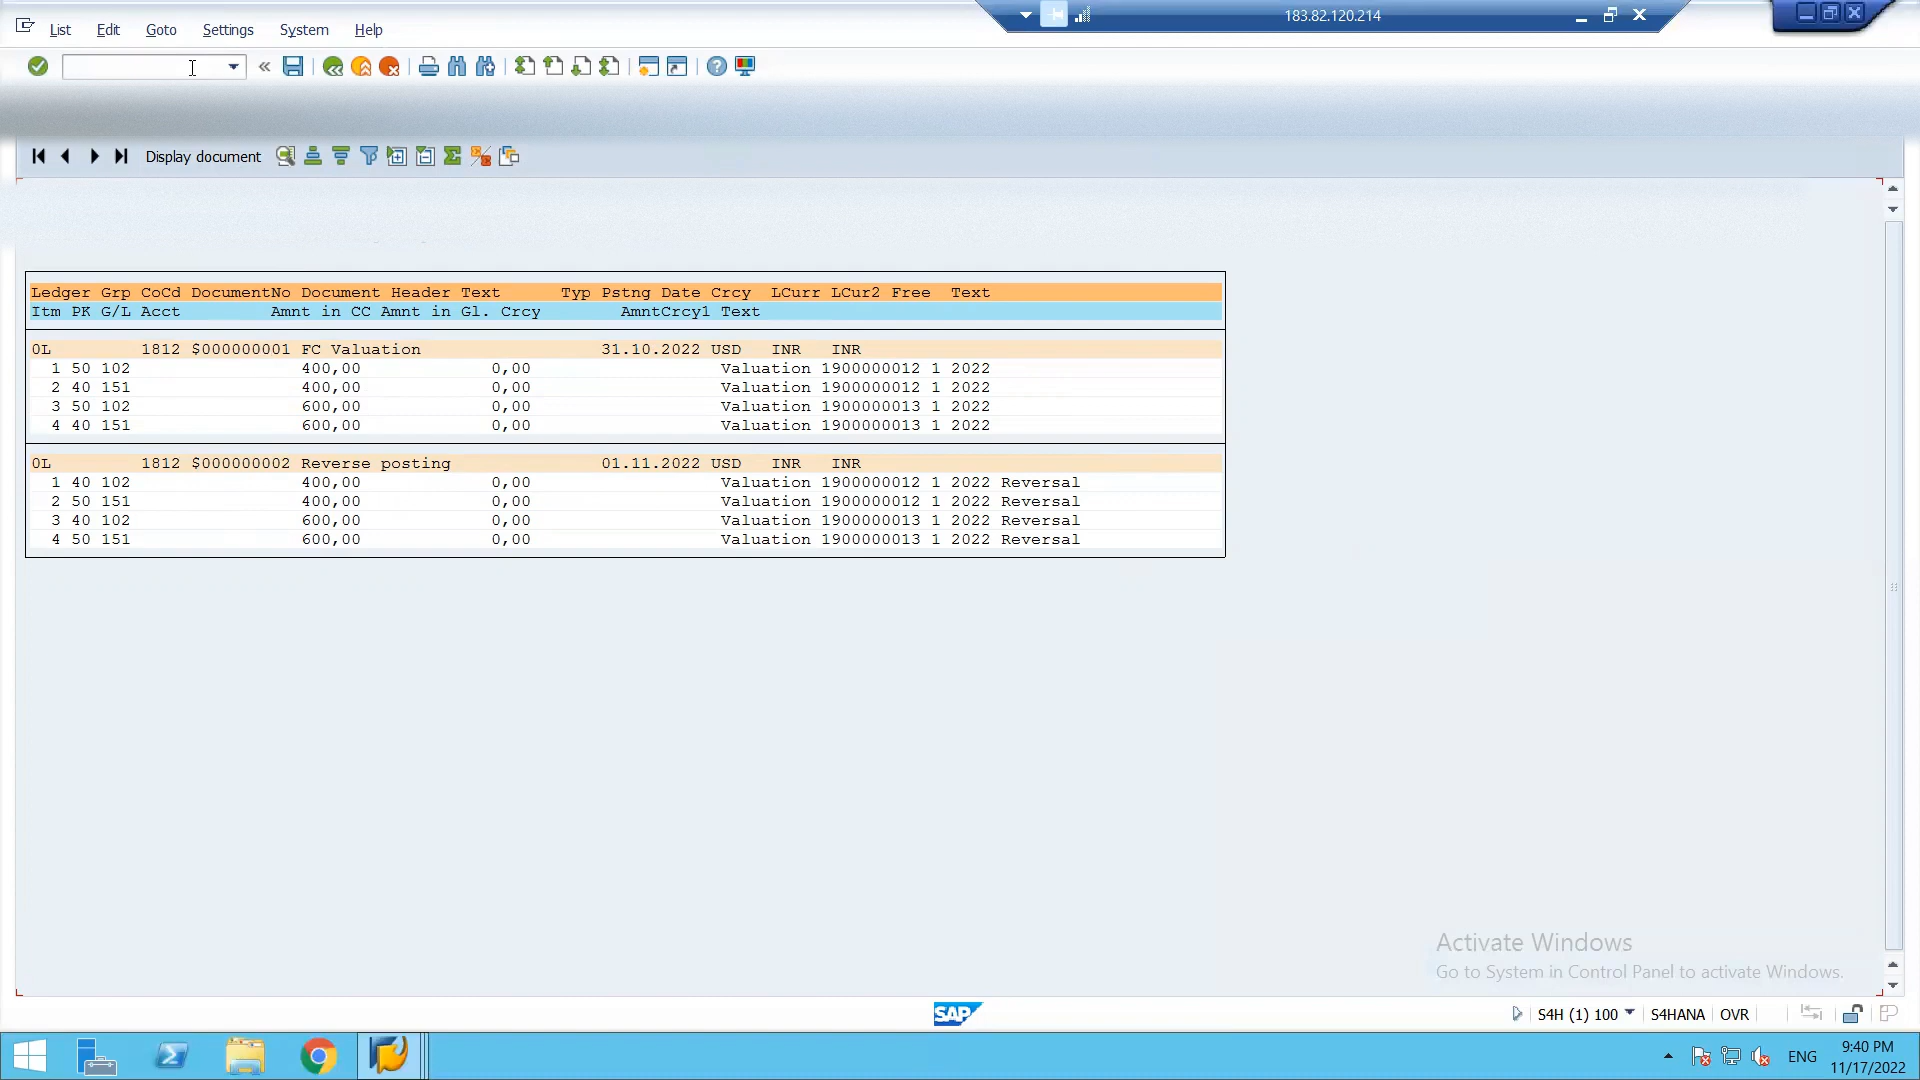 183.82.120.214
List Edit Goto Settings System Help
Display document
Ledger Grp CoCd DocumentNo Document Header Text Typ Pstng Date Crcy LCurr LCur2 Free Text
Itm PK G/L Acct Amnt in CC Amnt in Gl. Crcy AmntCrcy1 Text
0L 1812 $000000001 FC Valuation 31.10.2022 USD INR INR
1 50 102 400,00 0,00 Valuation 1900000012 1 2022
2 40 151 400,00 0,00 Valuation 1900000012 1 2022
3 50 102 600,00 0,00 Valuation 1900000013 1 2022
4 40 151 600,00 0,00 Valuation 1900000013 1 2022
0L 1812 $000000002 Reverse posting 01.11.2022 USD INR INR
1 40 102 400,00 0,00 Valuation 1900000012 1 2022 Reversal
2 50 151 400,00 0,00 Valuation 1900000012 1 2022 Reversal
3 40 102 600,00 0,00 Valuation 1900000013 1 2022 Reversal
4 50 151 600,00 0,00 Valuation 1900000013 1 2022 Reversal
Activate Windows
Go to System in Control Panel to activate Windows.
SAP S4H (1) 100 S4HANA OVR
ENG 9:40 PM
11/17/2022